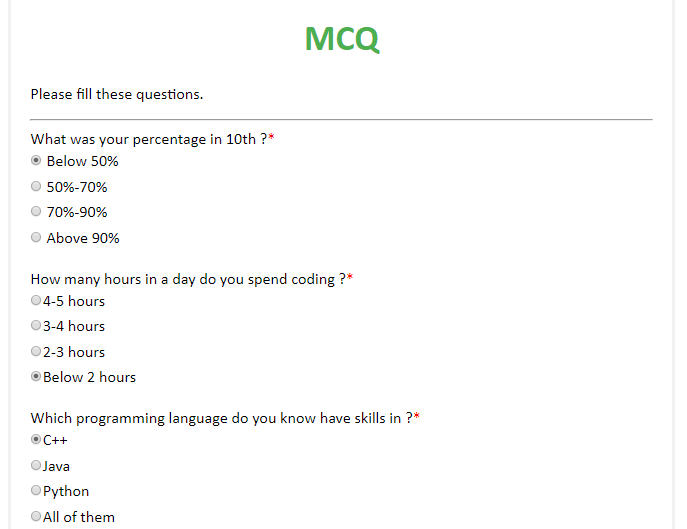 MCQ
Please fill these questions.
What was your percentage in 10th ?*
Below 50%
50%-70%
70%-90%
Above 90%
How many hours in a day do you spend coding ?*
4-5 hours
3-4 hours
2-3 hours
Below 2 hours
Which programming language do you know have skills in ?*
C++
Java
Python
All of them